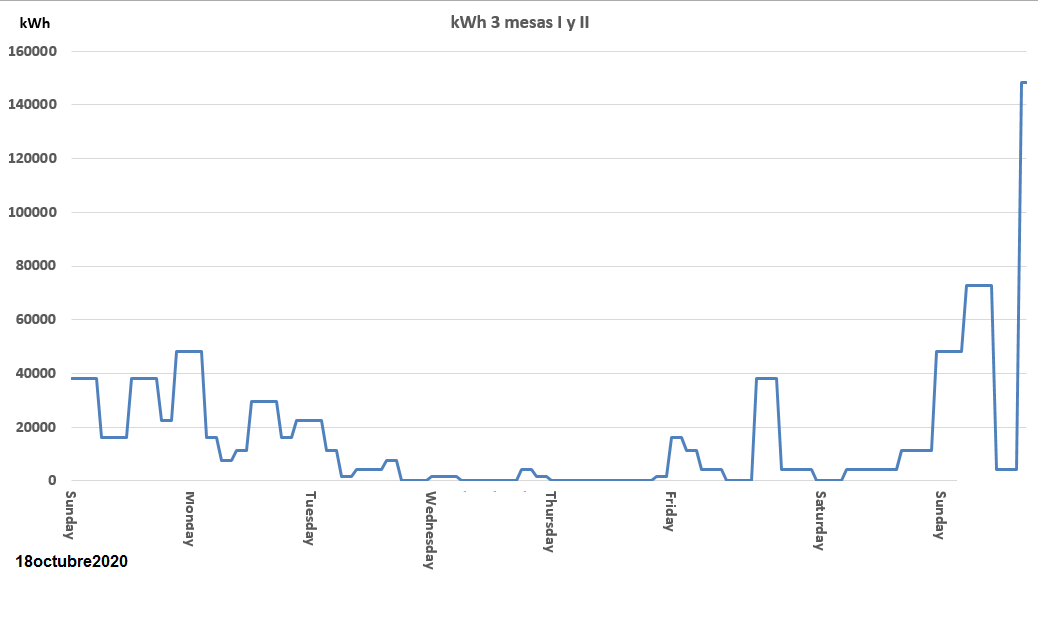 kWh
kWh 3 mesas I y II
160000
140000
120000
100000
80000
60000
40000
20000
0
Sunday
Monday
Tuesday
Wednesday
Thursday
Friday
Saturday
Sunday
18octubre2020